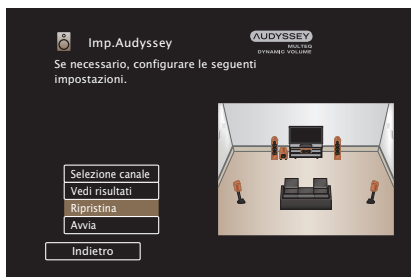 Imp.Audyssey
AUDYSSEY
MULTEQ
DYNAMIC VOLUME
Se necessario, configurare le seguenti
impostazioni.
Selezione canale
Vedi risultati
Ripristina
Avvia
Indietro